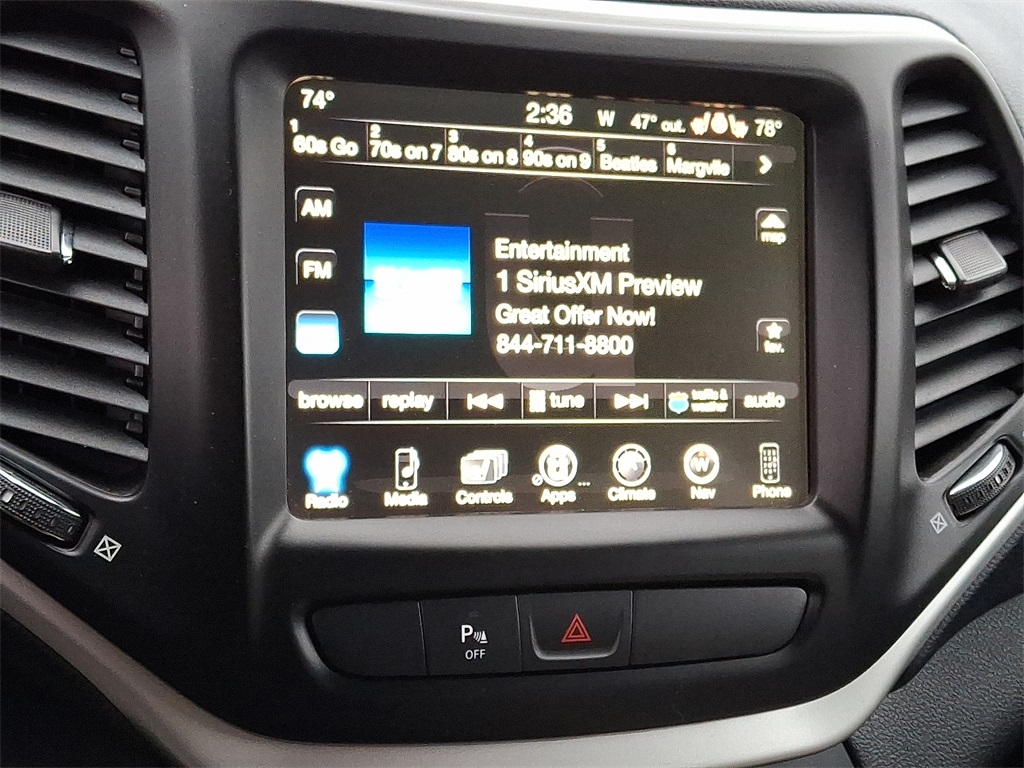 74° 2:36 W 47° out. 78°
1 60s Go 2 70s on 7 3 80s on 8 4 90s on 9 5 Beatles 6 Margvlle
AM
map
FM
Entertainment
1 SiriusXM Preview
Great Offer Now!
844-711-8800
fav.
browse replay tune traffic & weather audio
Radio Media Controls Apps... Climate Nav Phone
P
OFF